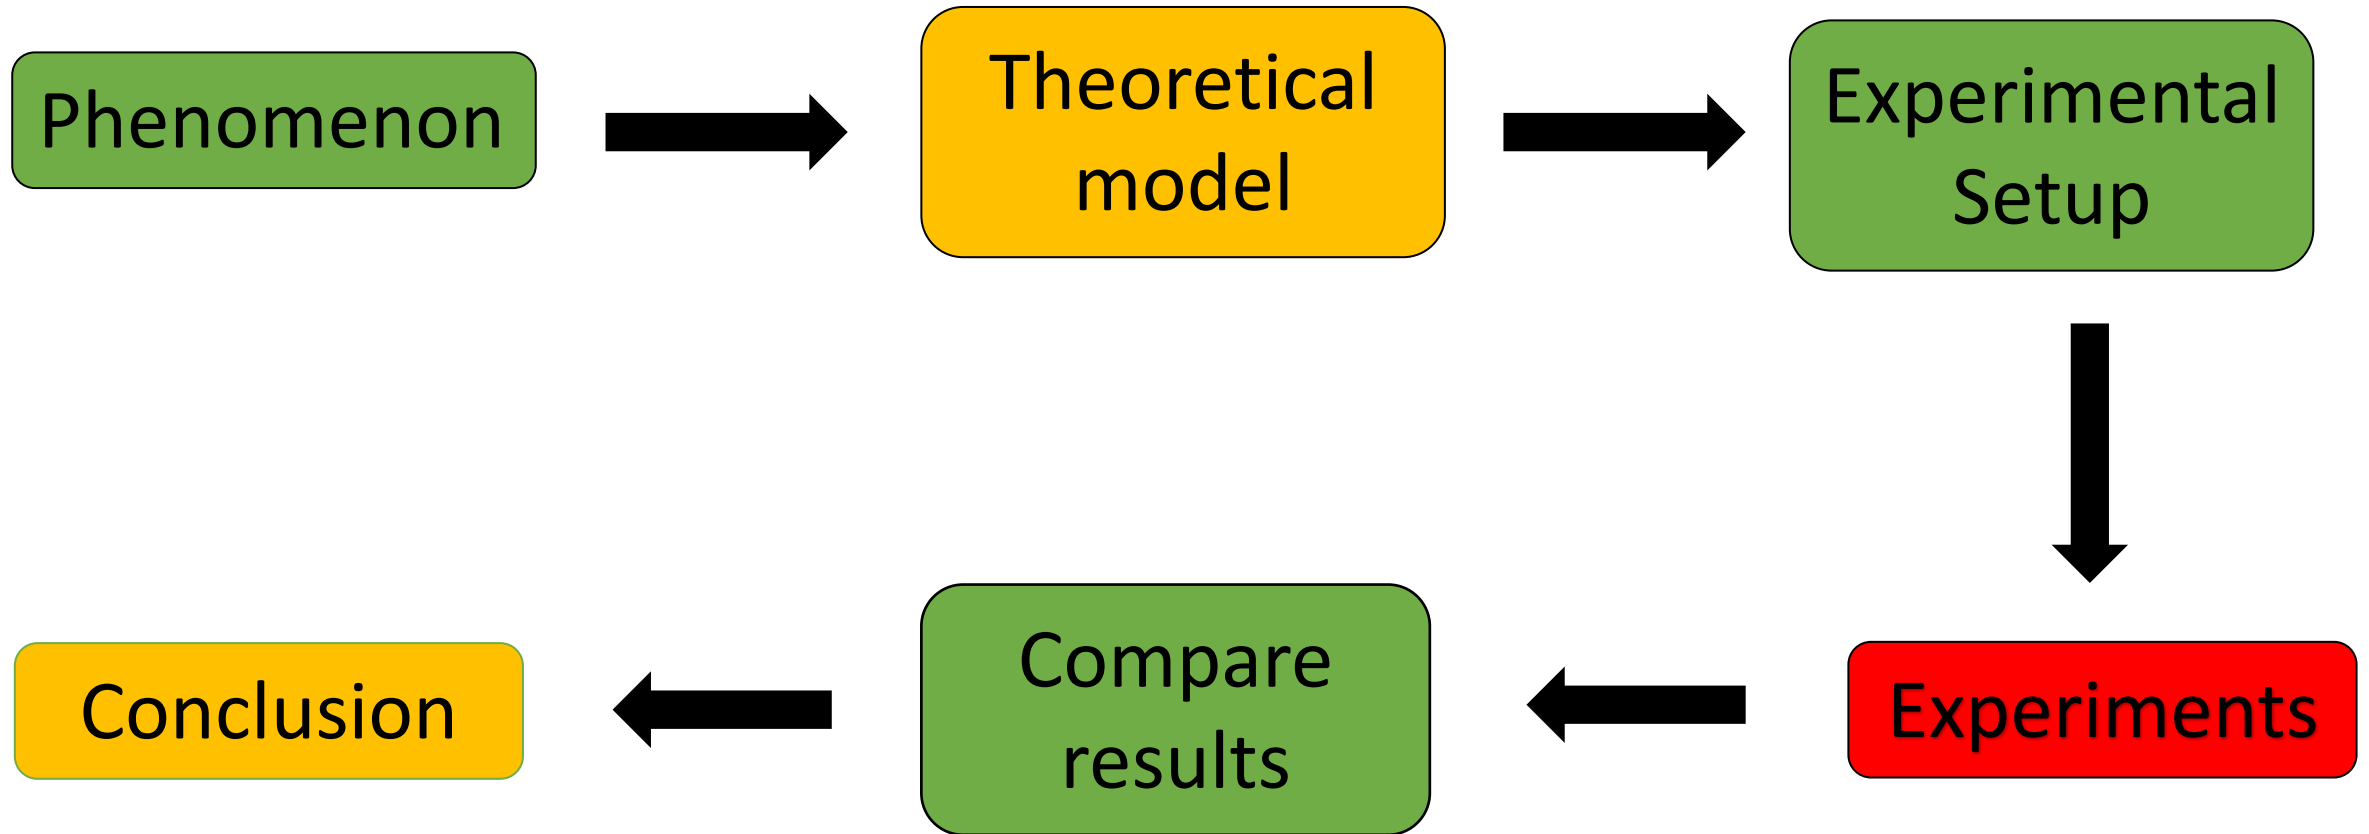 Phenomenon
Theoretical
model
Experimental
Setup
Experiments
Compare
results
Conclusion